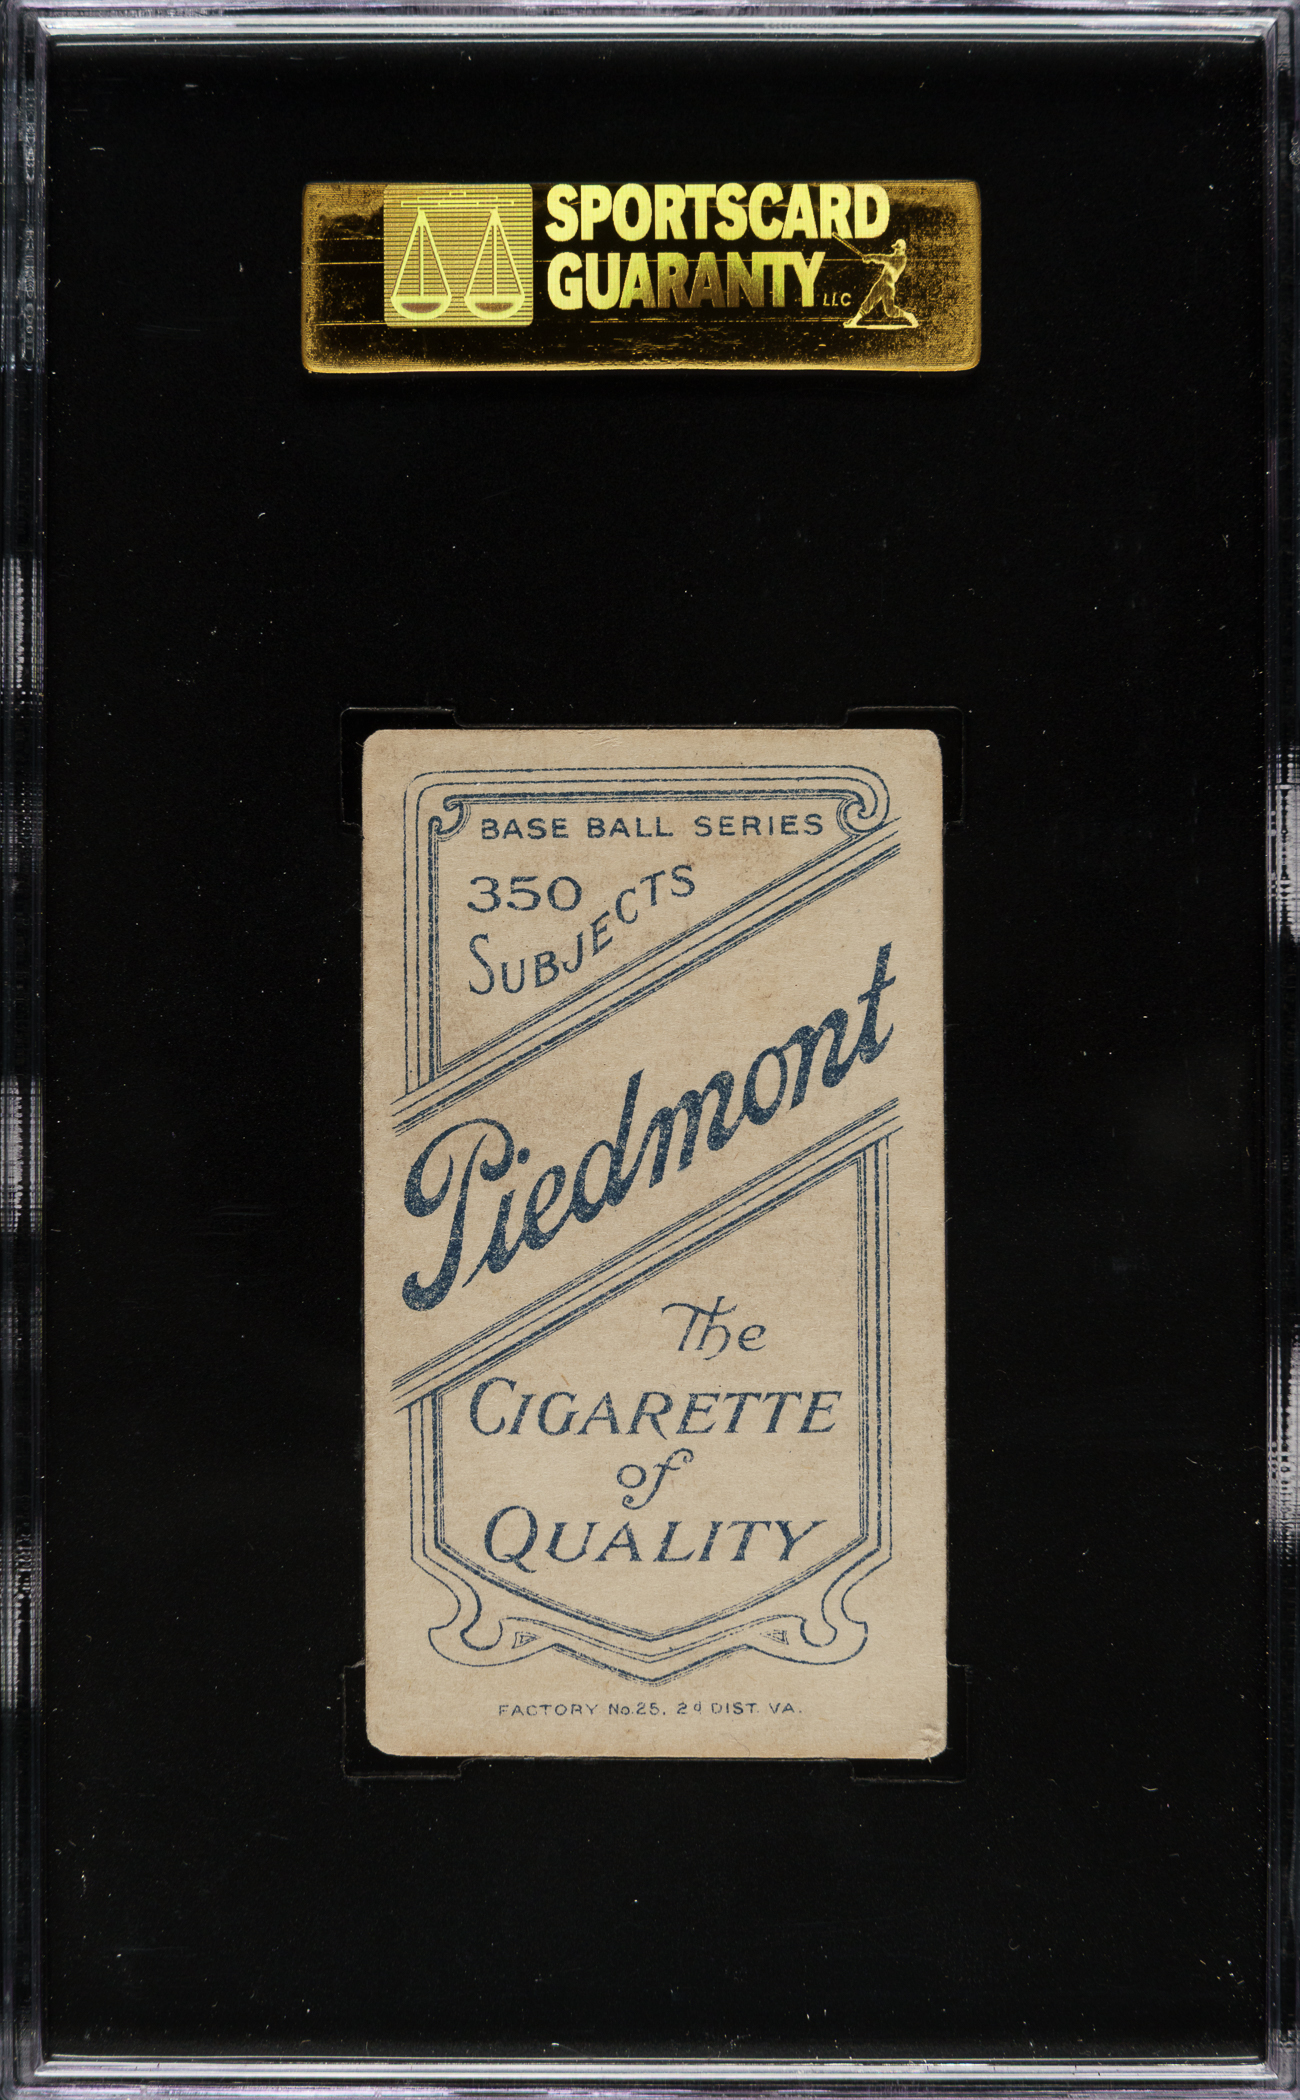 SPORTSCARD
GUARANTY LLC
BASE BALL SERIES
350
SUBJECTS
Piedmont
The
CIGARETTE
of
QUALITY
FACTORY No. 25, 2d DIST. VA.